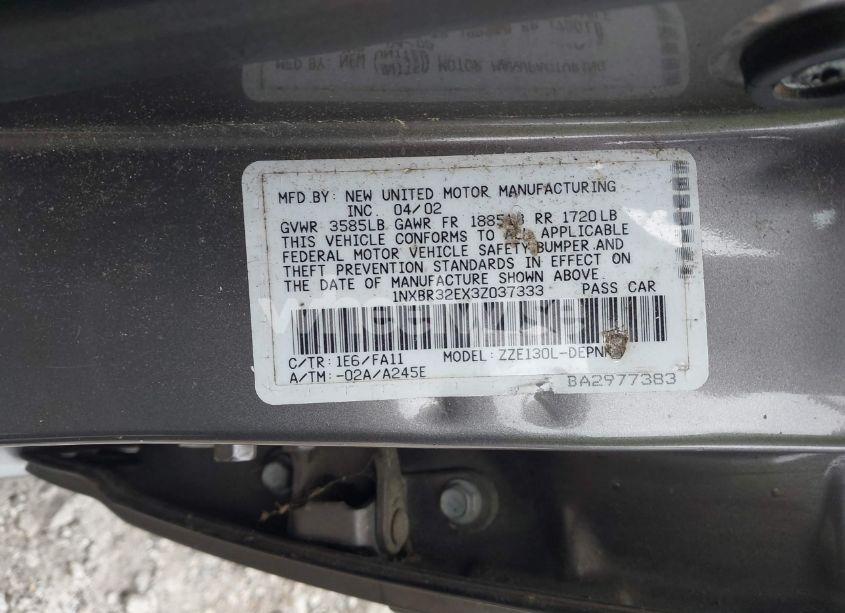 MFD BY: NEW UNITED MOTOR MANUFACTURING
INC. 04/02
GVWR 3585LB GAWR FR 1885LB RR 1720LB
THIS VEHICLE CONFORMS TO ALL APPLICABLE
FEDERAL MOTOR VEHICLE SAFETY BUMPER AND
THEFT PREVENTION STANDARDS IN EFFECT ON
THE DATE OF MANUFACTURE SHOWN ABOVE.
1NXBR32EX3Z037333 PASS CAR
C/TR: 1E6/FA11 MODEL: ZZE130L-DEPN
A/TM: -02A/A245E
BA2977383